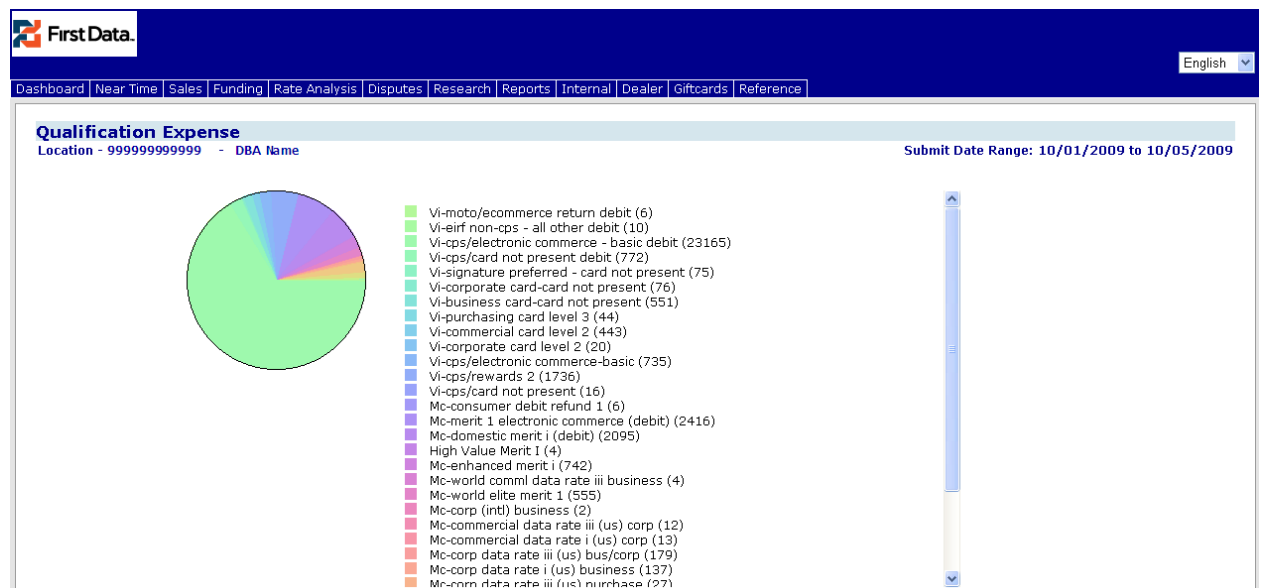 First Data.
English
Dashboard Near Time Sales Funding Rate Analysis Disputes Research Reports Internal Dealer Giftcards Reference
Qualification Expense
Location - 999999999999 - DBA Name Submit Date Range: 10/01/2009 to 10/05/2009
Vi-moto/ecommerce return debit (6)
Vi-eirf non-cps - all other debit (10)
Vi-cps/electronic commerce - basic debit (23165)
Vi-cps/card not present debit (772)
Vi-signature preferred - card not present (75)
Vi-corporate card-card not present (76)
Vi-business card-card not present (551)
Vi-purchasing card level 3 (44)
Vi-commercial card level 2 (443)
Vi-corporate card level 2 (20)
Vi-cps/electronic commerce-basic (735)
Vi-cps/rewards 2 (1736)
Vi-cps/card not present (16)
Mc-consumer debit refund 1 (6)
Mc-merit 1 electronic commerce (debit) (2416)
Mc-domestic merit i (debit) (2095)
High Value Merit I (4)
Mc-enhanced merit i (742)
Mc-world comml data rate iii business (4)
Mc-world elite merit 1 (555)
Mc-corp (intl) business (2)
Mc-commercial data rate iii (us) corp (12)
Mc-commercial data rate i (us) corp (13)
Mc-corp data rate iii (us) bus/corp (179)
Mc-corp data rate i (us) business (137)
Mc-corp data rate iii (us) purchase (27)